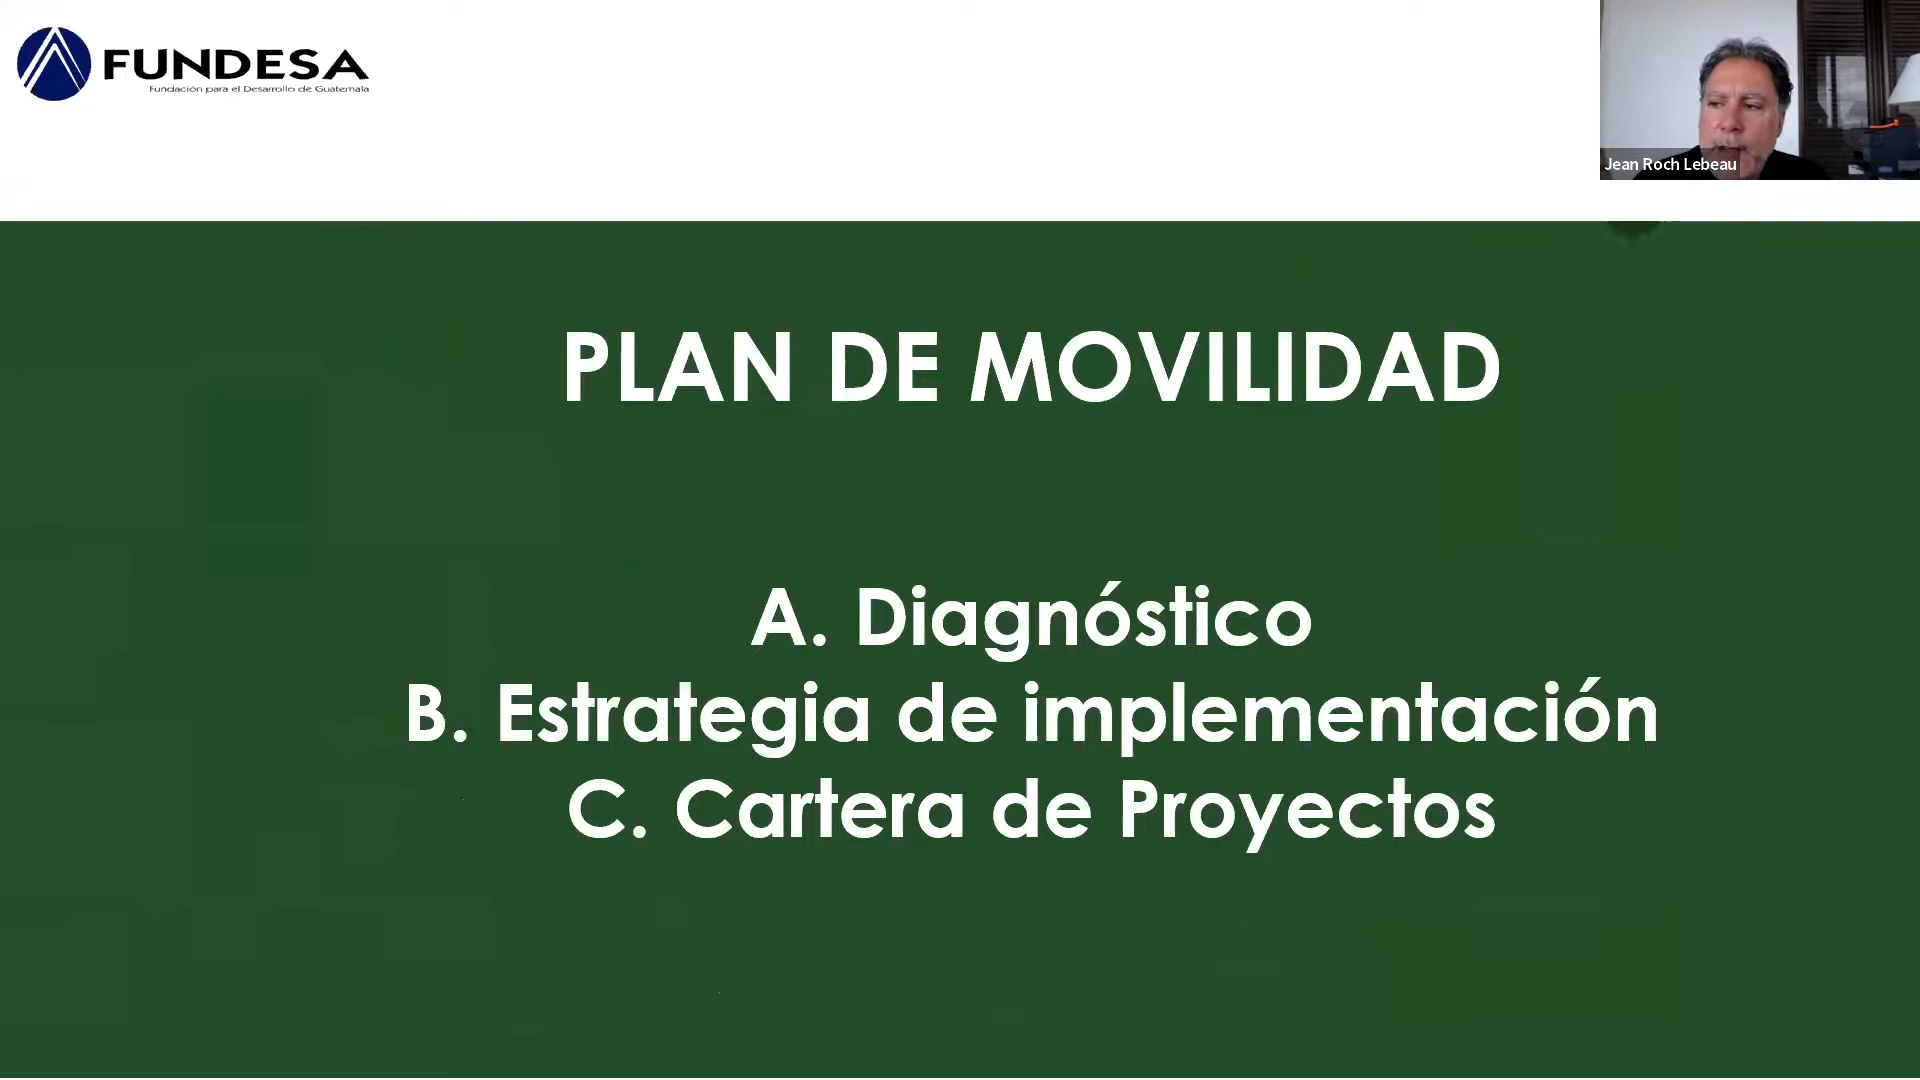 FUNDESA
Fundación para el Desarrollo de Guatemala
Jean Roch Lebeau
PLAN DE MOVILIDAD
A. Diagnóstico
B. Estrategia de implementación
C. Cartera de Proyectos